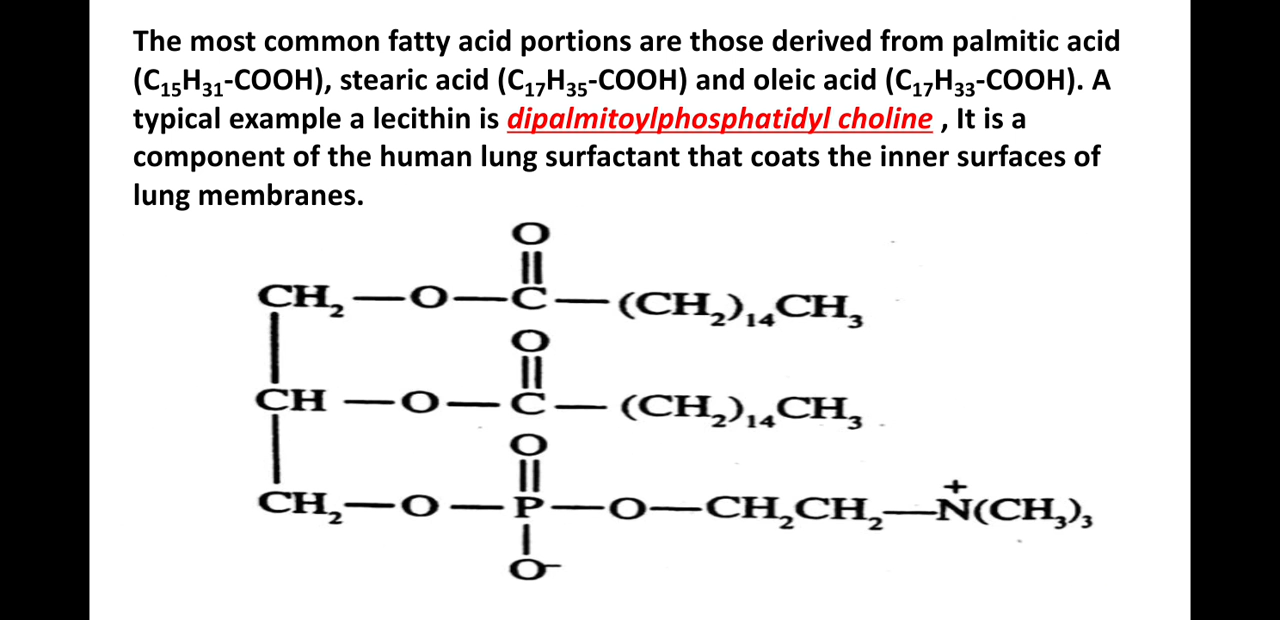 The most common fatty acid portions are those derived from palmitic acid
(C₁₅H₃₁-COOH), stearic acid (C₁₇H₃₅-COOH) and oleic acid (C₁₇H₃₃-COOH). A
typical example a lecithin is dipalmitoylphosphatidyl choline , It is a
component of the human lung surfactant that coats the inner surfaces of
lung membranes.
O
||
CH₂—O—C—(CH₂)₁₄CH₃
|
O
||
CH—O—C—(CH₂)₁₄CH₃
|
O
||
CH₂—O—P—O—CH₂CH₂—N⁺(CH₃)₃
|
O⁻